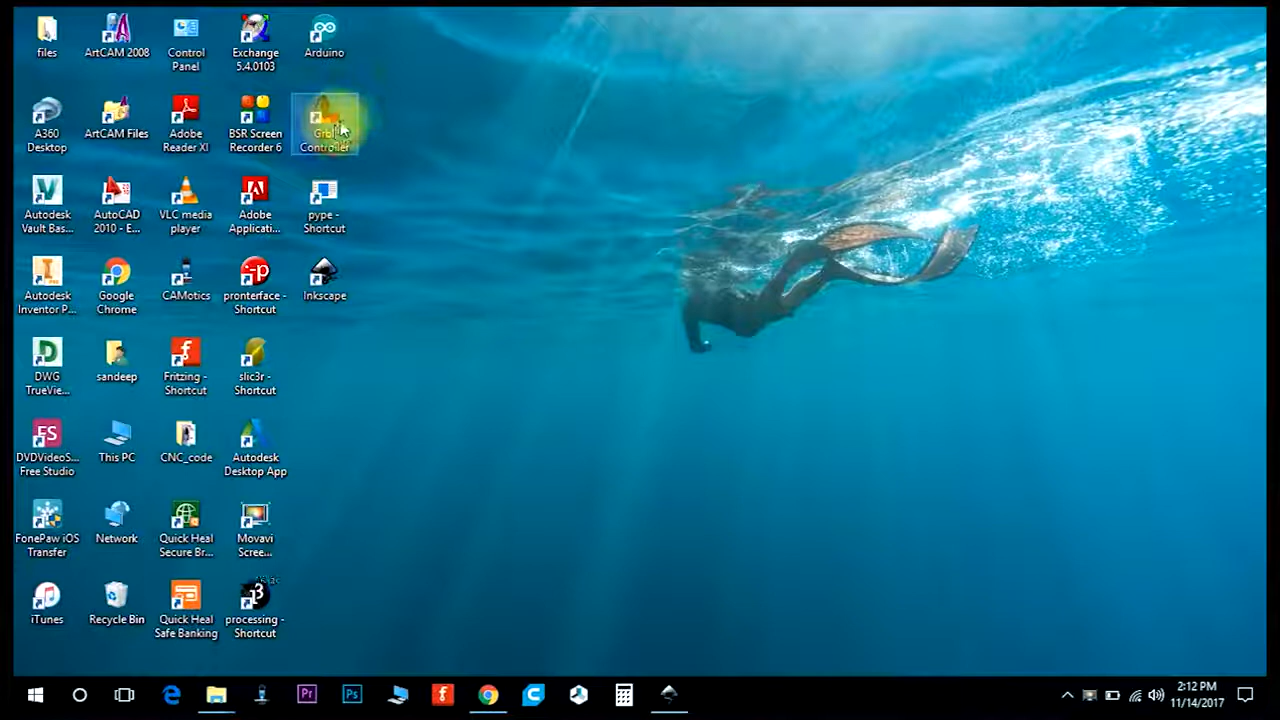 files
ArtCAM 2008
Control
Panel
Exchange
5.4.0103
Arduino
A360
Desktop
ArtCAM Files
Adobe
Reader XI
BSR Screen
Recorder 6
Grbl
Controller
Autodesk
Vault Bas...
AutoCAD
2010 - E...
VLC media
player
Adobe
Applicati...
pype -
Shortcut
Autodesk
Inventor P...
Google
Chrome
CAMotics
pronterface -
Shortcut
Inkscape
DWG
TrueVie...
sandeep
Fritzing -
Shortcut
slic3r -
Shortcut
DVDVideoS...
Free Studio
This PC
CNC_code
Autodesk
Desktop App
FonePaw iOS
Transfer
Network
Quick Heal
Secure Br...
Movavi
Scree...
iTunes
Recycle Bin
Quick Heal
Safe Banking
processing -
Shortcut
2:12 PM
11/14/2017